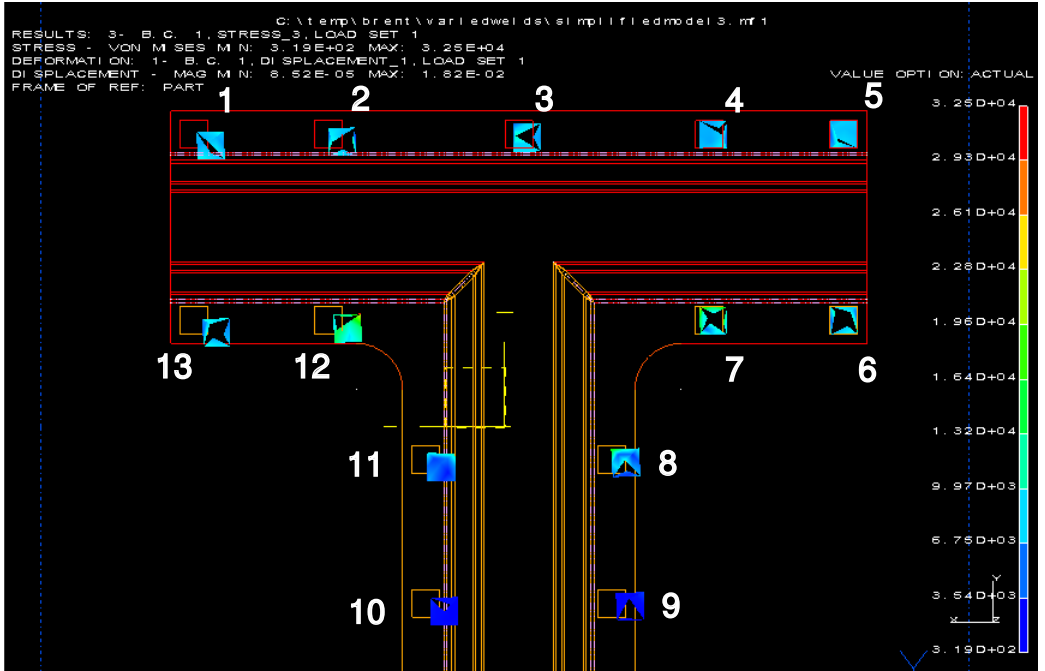 C:\temp\brent\variedwelds\simplifiedmodel3.mf1
RESULTS: 3- B.C. 1,STRESS_3,LOAD SET 1
STRESS - VON MISES MIN: 3.19E+02 MAX: 3.25E+04
DEFORMATION: 1- B.C. 1,DISPLACEMENT_1,LOAD SET 1
DISPLACEMENT - MAG MIN: 8.52E-05 MAX: 1.82E-02
FRAME OF REF: PART
VALUE OPTION: ACTUAL
1 2 3 4 5
3.25D+04
2.93D+04
2.61D+04
2.28D+04
1.96D+04
13 12 7 6
1.64D+04
1.32D+04
11 8
9.97D+03
6.75D+03
Y
3.54D+03
10 9
X Z
3.19D+02